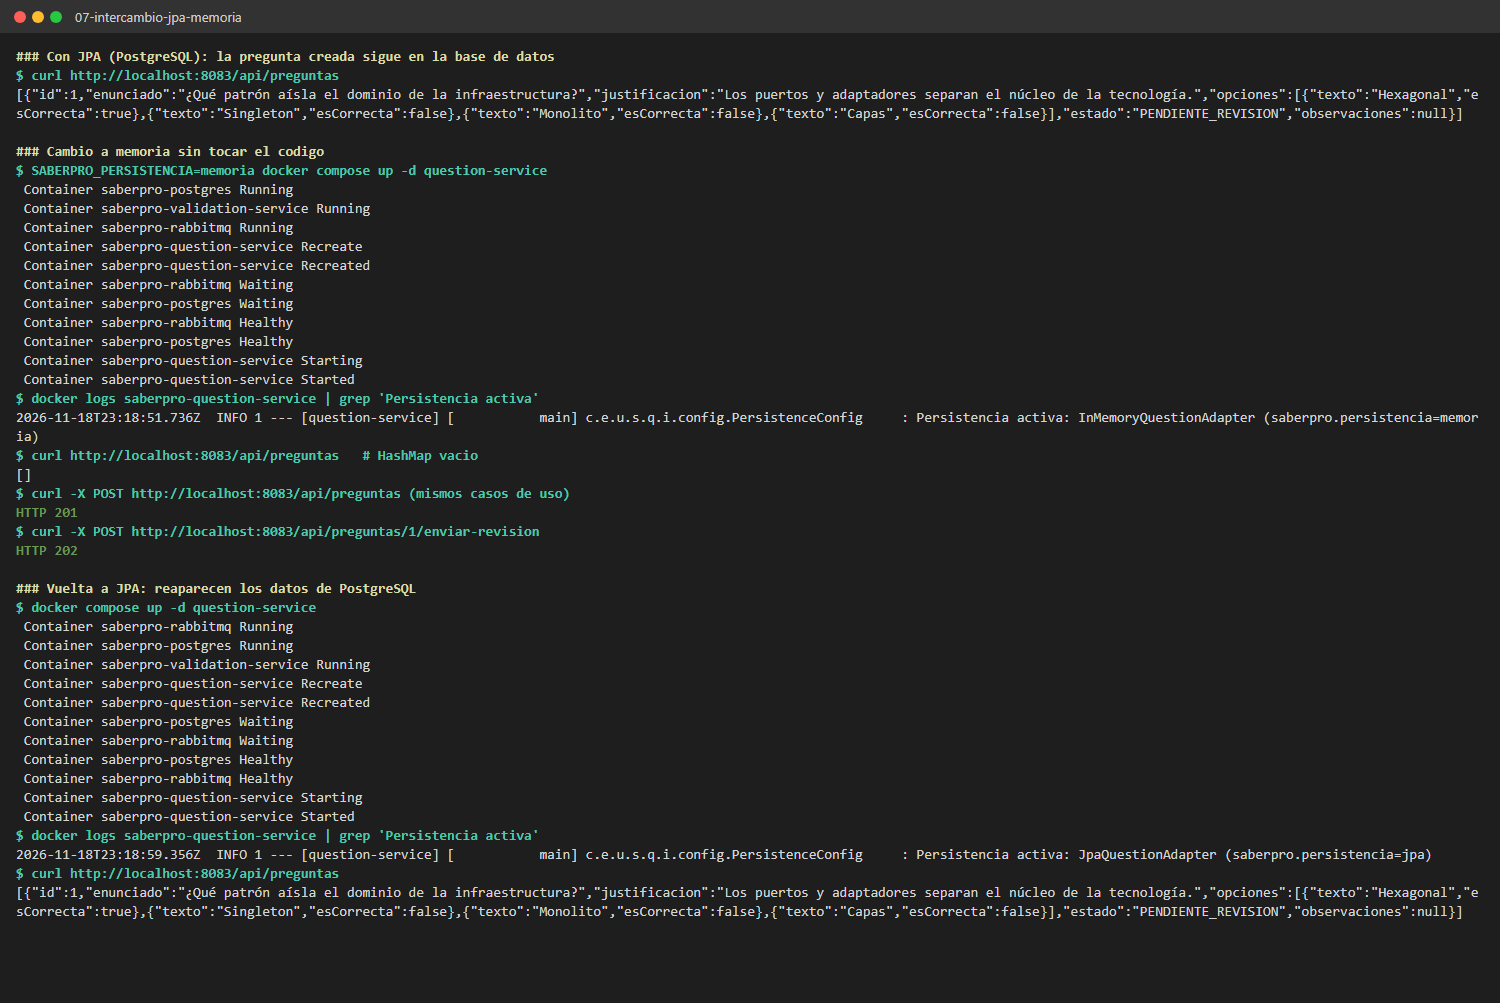 07-intercambio-jpa-memoria
### Con JPA (PostgreSQL): la pregunta creada sigue en la base de datos
$ curl http://localhost:8083/api/preguntas
[{"id":1,"enunciado":"¿Qué patrón aísla el dominio de la infraestructura?","justificacion":"Los puertos y adaptadores separan el núcleo de la tecnología.","opciones":[{"texto":"Hexagonal","e
sCorrecta":true},{"texto":"Singleton","esCorrecta":false},{"texto":"Monolito","esCorrecta":false},{"texto":"Capas","esCorrecta":false}],"estado":"PENDIENTE_REVISION","observaciones":null}]
### Cambio a memoria sin tocar el codigo
$ SABERPRO_PERSISTENCIA=memoria docker compose up -d question-service
Container saberpro-postgres Running
Container saberpro-validation-service Running
Container saberpro-rabbitmq Running
Container saberpro-question-service Recreate
Container saberpro-question-service Recreated
Container saberpro-rabbitmq Waiting
Container saberpro-postgres Waiting
Container saberpro-rabbitmq Healthy
Container saberpro-postgres Healthy
Container saberpro-question-service Starting
Container saberpro-question-service Started
$ docker logs saberpro-question-service | grep 'Persistencia activa'
2026-11-18T23:18:51.736Z  INFO 1 --- [question-service] [           main] c.e.u.s.q.i.config.PersistenceConfig     : Persistencia activa: InMemoryQuestionAdapter (saberpro.persistencia=memor
ia)
$ curl http://localhost:8083/api/preguntas   # HashMap vacio
[]
$ curl -X POST http://localhost:8083/api/preguntas (mismos casos de uso)
HTTP 201
$ curl -X POST http://localhost:8083/api/preguntas/1/enviar-revision
HTTP 202
### Vuelta a JPA: reaparecen los datos de PostgreSQL
$ docker compose up -d question-service
Container saberpro-rabbitmq Running
Container saberpro-postgres Running
Container saberpro-validation-service Running
Container saberpro-question-service Recreate
Container saberpro-question-service Recreated
Container saberpro-postgres Waiting
Container saberpro-rabbitmq Waiting
Container saberpro-postgres Healthy
Container saberpro-rabbitmq Healthy
Container saberpro-question-service Starting
Container saberpro-question-service Started
$ docker logs saberpro-question-service | grep 'Persistencia activa'
2026-11-18T23:18:59.356Z  INFO 1 --- [question-service] [           main] c.e.u.s.q.i.config.PersistenceConfig     : Persistencia activa: JpaQuestionAdapter (saberpro.persistencia=jpa)
$ curl http://localhost:8083/api/preguntas
[{"id":1,"enunciado":"¿Qué patrón aísla el dominio de la infraestructura?","justificacion":"Los puertos y adaptadores separan el núcleo de la tecnología.","opciones":[{"texto":"Hexagonal","e
sCorrecta":true},{"texto":"Singleton","esCorrecta":false},{"texto":"Monolito","esCorrecta":false},{"texto":"Capas","esCorrecta":false}],"estado":"PENDIENTE_REVISION","observaciones":null}]